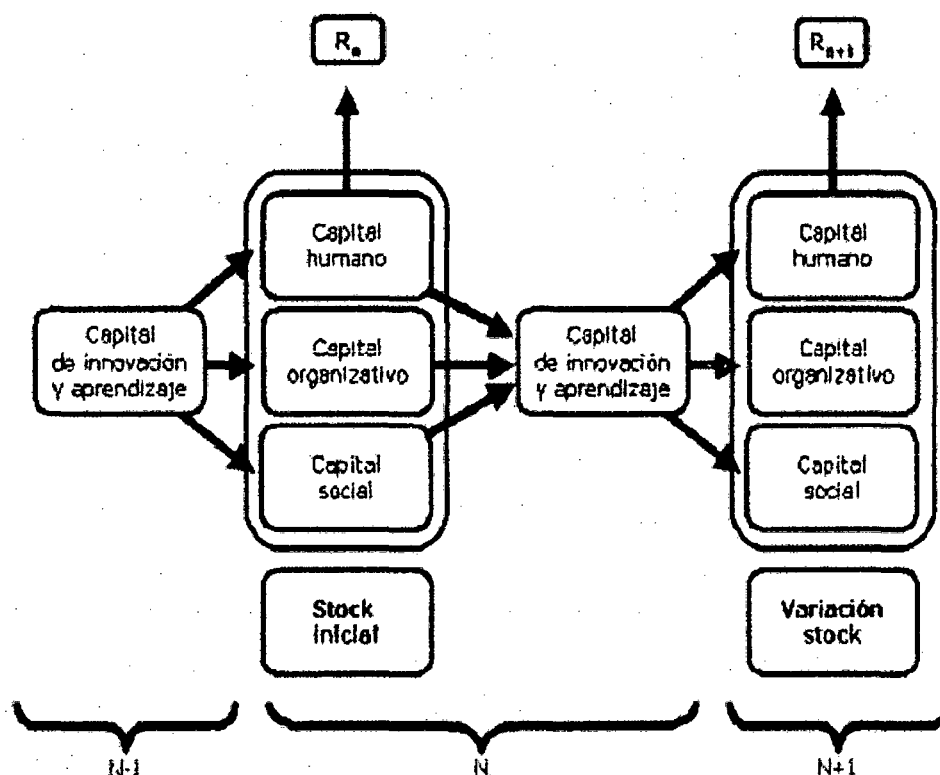 Rn
Rn+1
Capital
humano
Capital
humano
Capital
de innovación
y aprendizaje
Capital
organizativo
Capital
de innovación
y aprendizaje
Capital
organizativo
Capital
social
Capital
social
Stock
inicial
Variación
stock
N-1
N
N+1